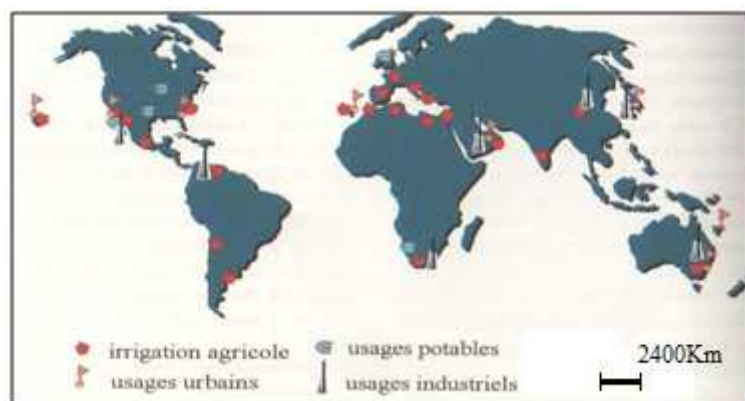 irrigation agricole
usages potables
usages urbains
usages industriels
2400Km